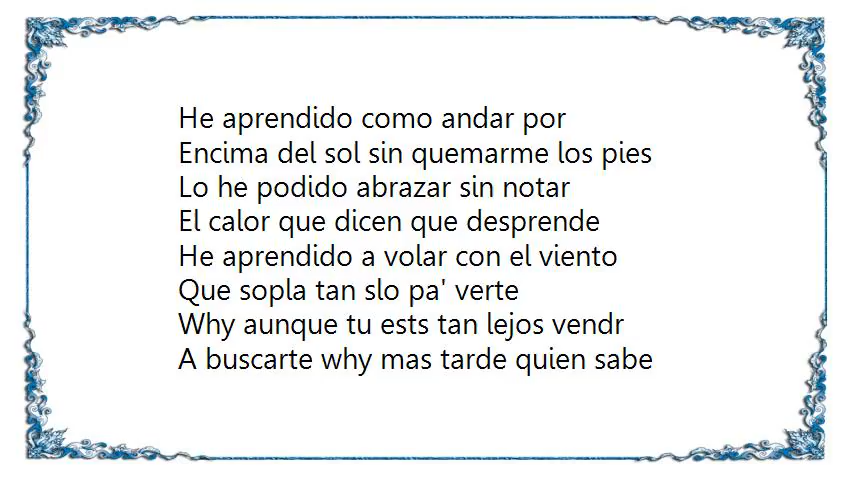 He aprendido como andar por
Encima del sol sin quemarme los pies
Lo he podido abrazar sin notar
El calor que dicen que desprende
He aprendido a volar con el viento
Que sopla tan slo pa' verte
Why aunque tu ests tan lejos vendr
A buscarte why mas tarde quien sabe